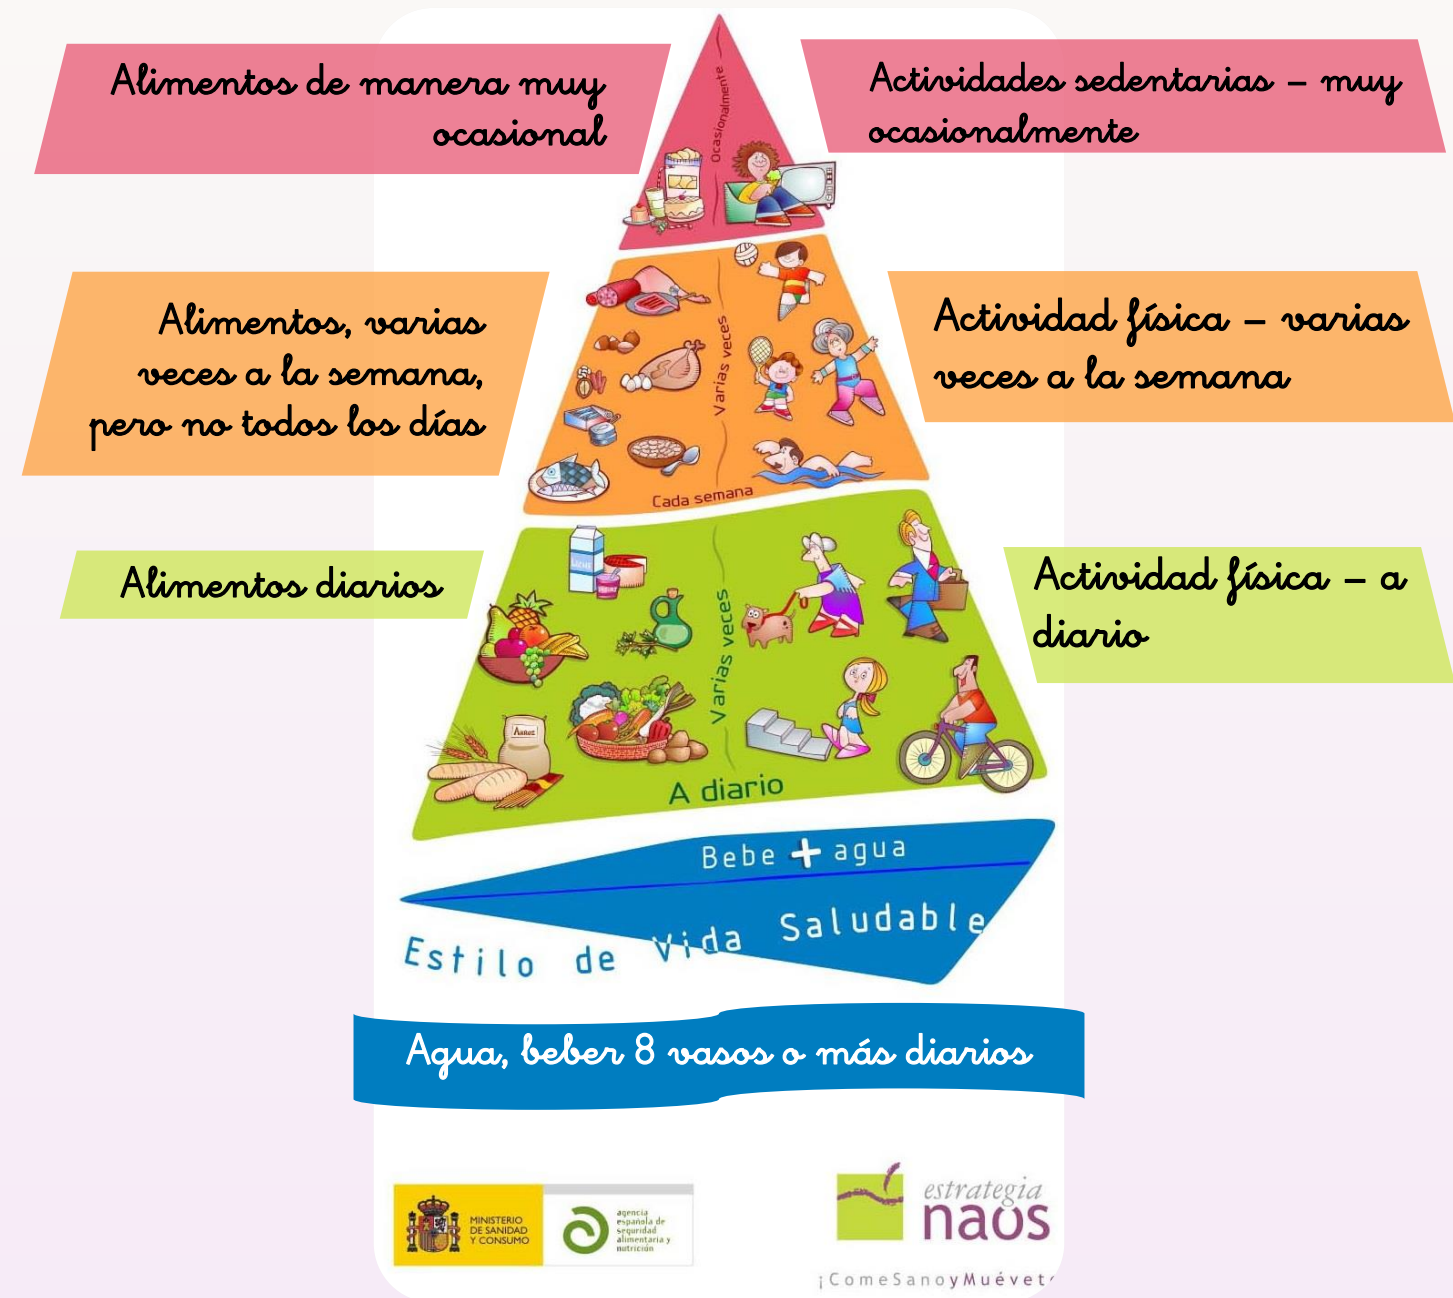 Alimentos de manera muy
ocasional
Actividades sedentarias – muy
ocasionalmente
Ocasionalmente
Alimentos, varias
veces a la semana,
pero no todos los días
Actividad física – varias
veces a la semana
Varias veces
Cada semana
Alimentos diarios
Actividad física – a
diario
Varias veces
A diario
Bebe + agua
Estilo de Vida Saludable
Agua, beber 8 vasos o más diarios
MINISTERIO
DE SANIDAD
Y CONSUMO
agencia
española de
seguridad
alimentaria y
nutrición
estrategia
naos
¡ComeSanoyMuévet